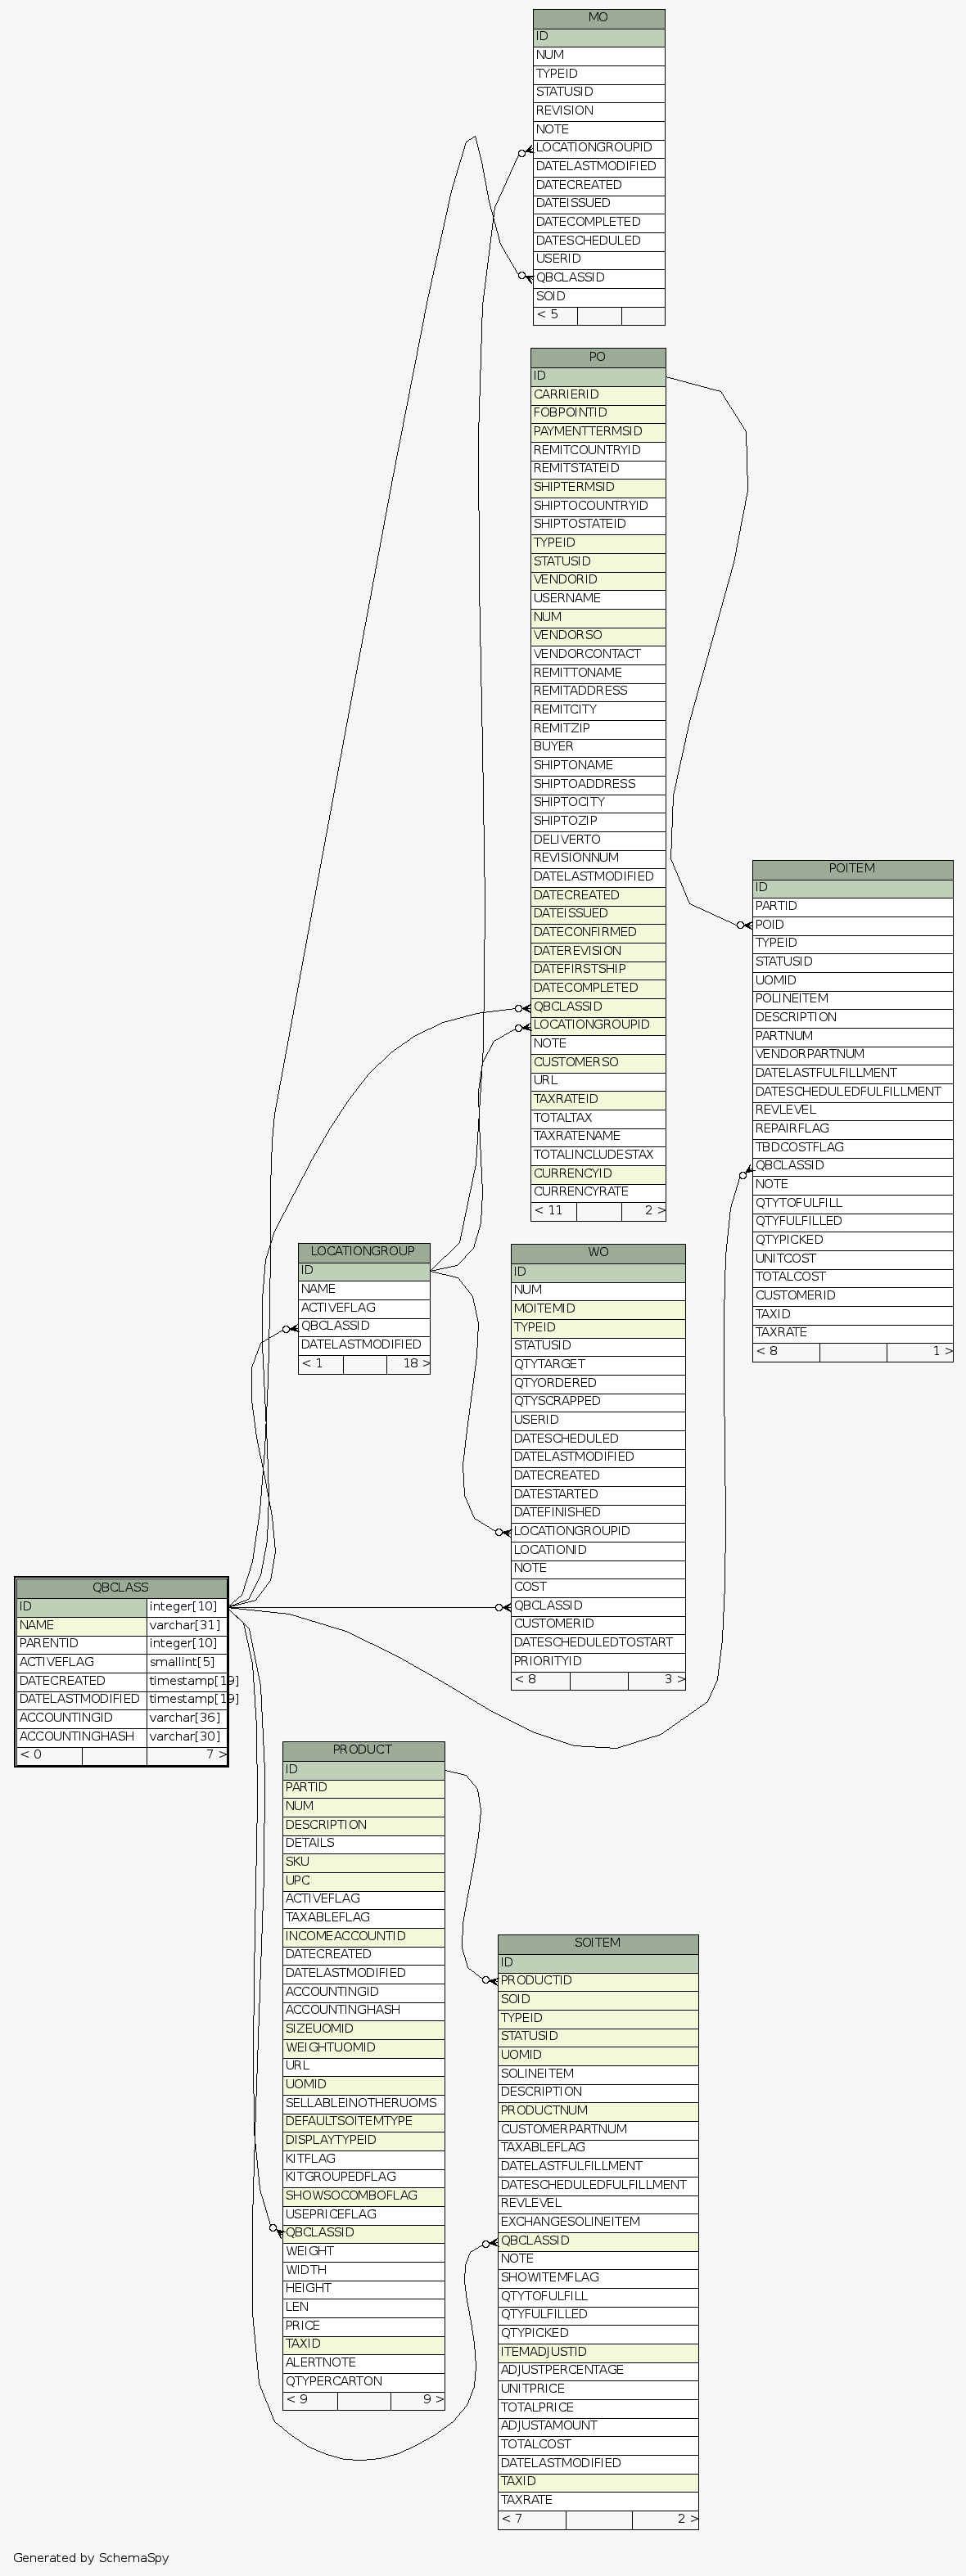 MO
ID
NUM
TYPEID
STATUSID
REVISION
NOTE
LOCATIONGROUPID
DATELASTMODIFIED
DATECREATED
DATEISSUED
DATECOMPLETED
DATESCHEDULED
USERID
QBCLASSID
SOID
< 5
PO
ID
CARRIERID
FOBPOINTID
PAYMENTTERMSID
REMITCOUNTRYID
REMITSTATEID
SHIPTERMSID
SHIPTOCOUNTRYID
SHIPTOSTATEID
TYPEID
STATUSID
VENDORID
USERNAME
NUM
VENDORSO
VENDORCONTACT
REMITTONAME
REMITADDRESS
REMITCITY
REMITZIP
BUYER
SHIPTONAME
SHIPTOADDRESS
SHIPTOCITY
SHIPTOZIP
DELIVERTO
REVISIONNUM
DATELASTMODIFIED
DATECREATED
DATEISSUED
DATECONFIRMED
DATEREVISION
DATEFIRSTSHIP
DATECOMPLETED
QBCLASSID
LOCATIONGROUPID
NOTE
CUSTOMERSO
URL
TAXRATEID
TOTALTAX
TAXRATENAME
TOTALINCLUDESTAX
CURRENCYID
CURRENCYRATE
< 11 2 >
POITEM
ID
PARTID
POID
TYPEID
STATUSID
UOMID
POLINEITEM
DESCRIPTION
PARTNUM
VENDORPARTNUM
DATELASTFULFILLMENT
DATESCHEDULEDFULFILLMENT
REVLEVEL
REPAIRFLAG
TBDCOSTFLAG
QBCLASSID
NOTE
QTYTOFULFILL
QTYFULFILLED
QTYPICKED
UNITCOST
TOTALCOST
CUSTOMERID
TAXID
TAXRATE
< 8 1 >
LOCATIONGROUP
ID
NAME
ACTIVEFLAG
QBCLASSID
DATELASTMODIFIED
< 1 18 >
WO
ID
NUM
MOITEMID
TYPEID
STATUSID
QTYTARGET
QTYORDERED
QTYSCRAPPED
USERID
DATESCHEDULED
DATELASTMODIFIED
DATECREATED
DATESTARTED
DATEFINISHED
LOCATIONGROUPID
LOCATIONID
NOTE
COST
QBCLASSID
CUSTOMERID
DATESCHEDULEDTOSTART
PRIORITYID
< 8 3 >
QBCLASS
ID integer[10]
NAME varchar[31]
PARENTID integer[10]
ACTIVEFLAG smallint[5]
DATECREATED timestamp[19]
DATELASTMODIFIED timestamp[19]
ACCOUNTINGID varchar[36]
ACCOUNTINGHASH varchar[30]
< 0 7 >
PRODUCT
ID
PARTID
NUM
DESCRIPTION
DETAILS
SKU
UPC
ACTIVEFLAG
TAXABLEFLAG
INCOMEACCOUNTID
DATECREATED
DATELASTMODIFIED
ACCOUNTINGID
ACCOUNTINGHASH
SIZEUOMID
WEIGHTUOMID
URL
UOMID
SELLABLEINOTHERUOMS
DEFAULTSOITEMTYPE
DISPLAYTYPEID
KITFLAG
KITGROUPEDFLAG
SHOWSOCOMBOFLAG
USEPRICEFLAG
QBCLASSID
WEIGHT
WIDTH
HEIGHT
LEN
PRICE
TAXID
ALERTNOTE
QTYPERCARTON
< 9 9 >
SOITEM
ID
PRODUCTID
SOID
TYPEID
STATUSID
UOMID
SOLINEITEM
DESCRIPTION
PRODUCTNUM
CUSTOMERPARTNUM
TAXABLEFLAG
DATELASTFULFILLMENT
DATESCHEDULEDFULFILLMENT
REVLEVEL
EXCHANGESOLINEITEM
QBCLASSID
NOTE
SHOWITEMFLAG
QTYTOFULFILL
QTYFULFILLED
QTYPICKED
ITEMADJUSTID
ADJUSTPERCENTAGE
UNITPRICE
TOTALPRICE
ADJUSTAMOUNT
TOTALCOST
DATELASTMODIFIED
TAXID
TAXRATE
< 7 2 >
Generated by SchemaSpy